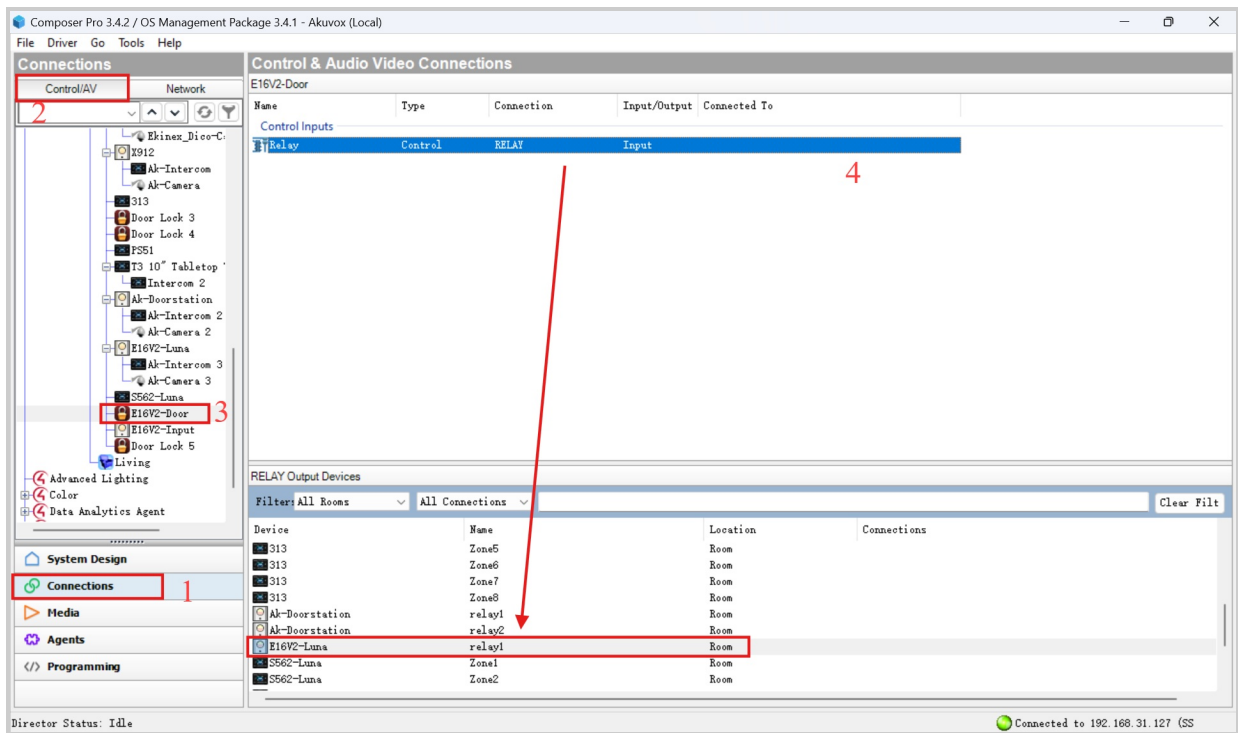 Composer Pro 3.4.2 / OS Management Package 3.4.1 - Akuvox (Local)
File Driver Go Tools Help
Connections
Control/AV Network
2
Ekinex_Dico-C
X912
Ak-Intercom
Ak-Camera
313
Door Lock 3
Door Lock 4
PS51
T3 10" Tabletop
Intercom 2
Ak-Doorstation
Ak-Intercom 2
Ak-Camera 2
E16V2-Luna
Ak-Intercom 3
Ak-Camera 3
S562-Luna
E16V2-Door 3
E16V2-Input
Door Lock 5
Living
Advanced Lighting
Color
Data Analytics Agent
System Design
Connections 1
Media
Agents
Programming
Control & Audio Video Connections
E16V2-Door
Name Type Connection Input/Output Connected To
Control Inputs
Relay Control RELAY Input
4
RELAY Output Devices
Filter: All Rooms All Connections Clear Filt
Device Name Location Connections
313 Zone5 Room
313 Zone6 Room
313 Zone7 Room
313 Zone8 Room
Ak-Doorstation relay1 Room
Ak-Doorstation relay2 Room
E16V2-Luna relay1 Room
S562-Luna Zone1 Room
S562-Luna Zone2 Room
Director Status: Idle
Connected to 192.168.31.127 (SS